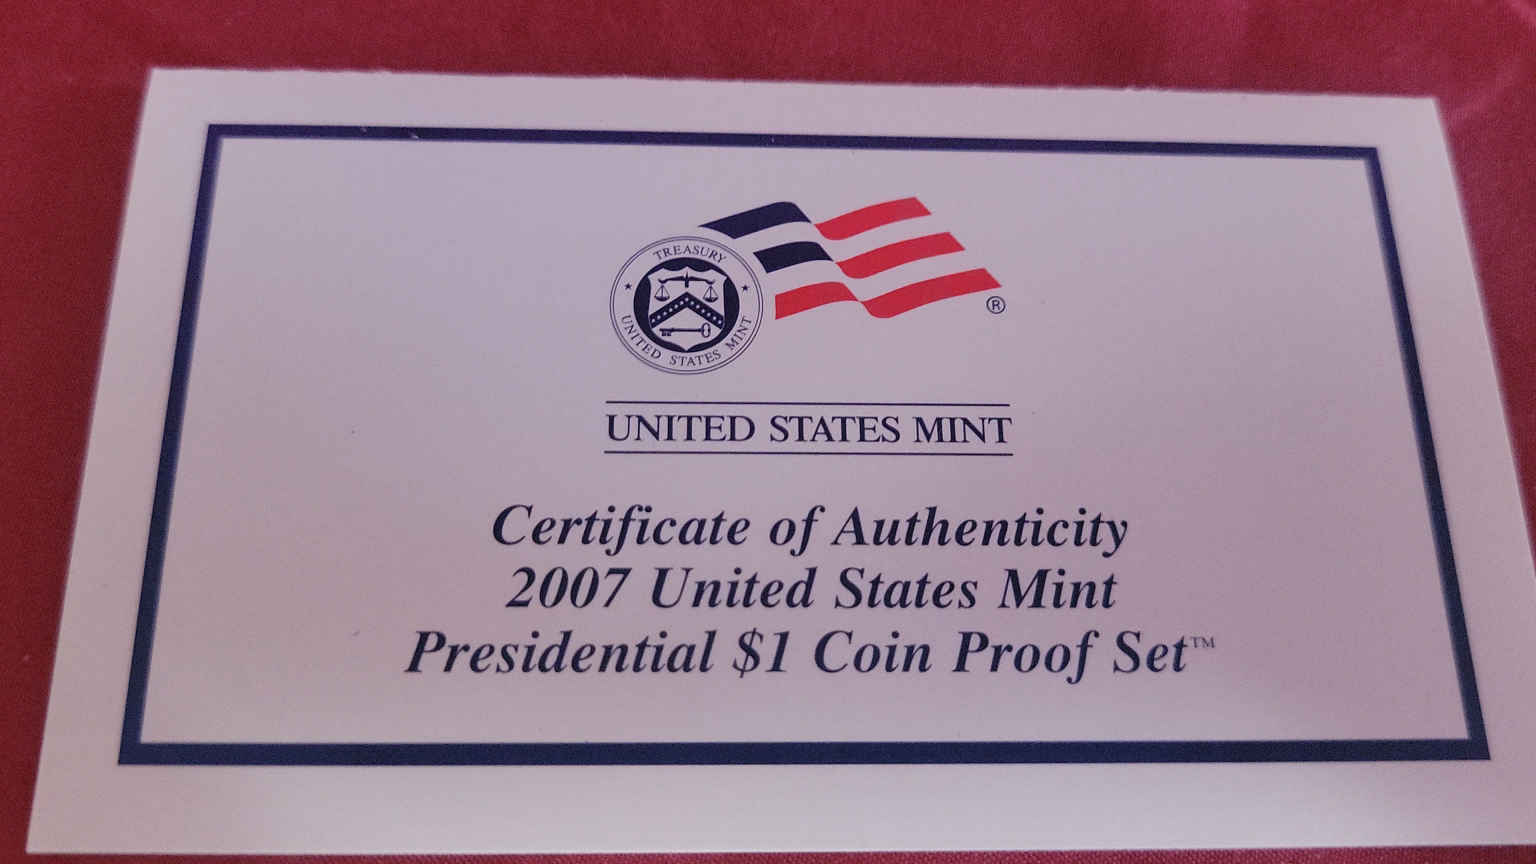 TREASURY
UNITED STATES MINT
®
UNITED STATES MINT
Certificate of Authenticity
2007 United States Mint
Presidential $1 Coin Proof Set™